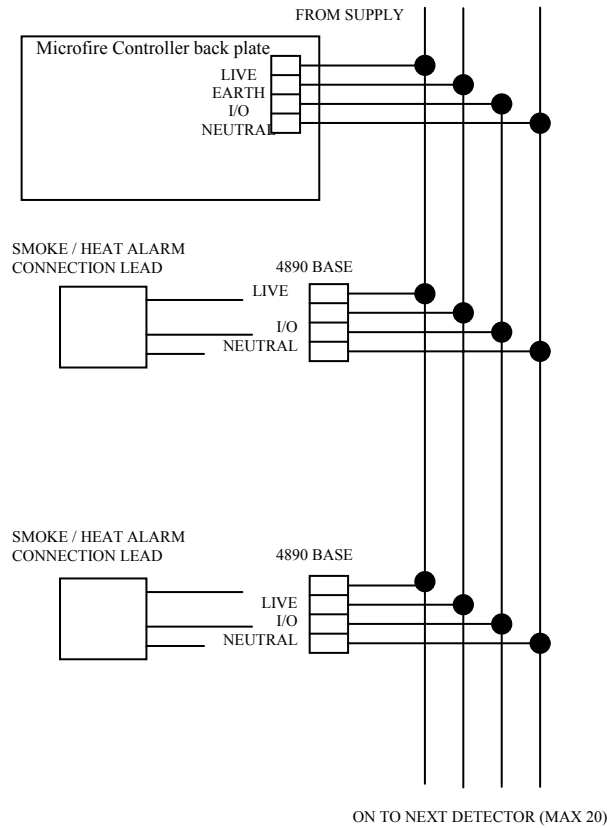 FROM SUPPLY
Microfire Controller back plate
LIVE
EARTH
I/O
NEUTRAL
SMOKE / HEAT ALARM
CONNECTION LEAD
4890 BASE
LIVE
I/O
NEUTRAL
SMOKE / HEAT ALARM
CONNECTION LEAD
4890 BASE
LIVE
I/O
NEUTRAL
ON TO NEXT DETECTOR (MAX 20)